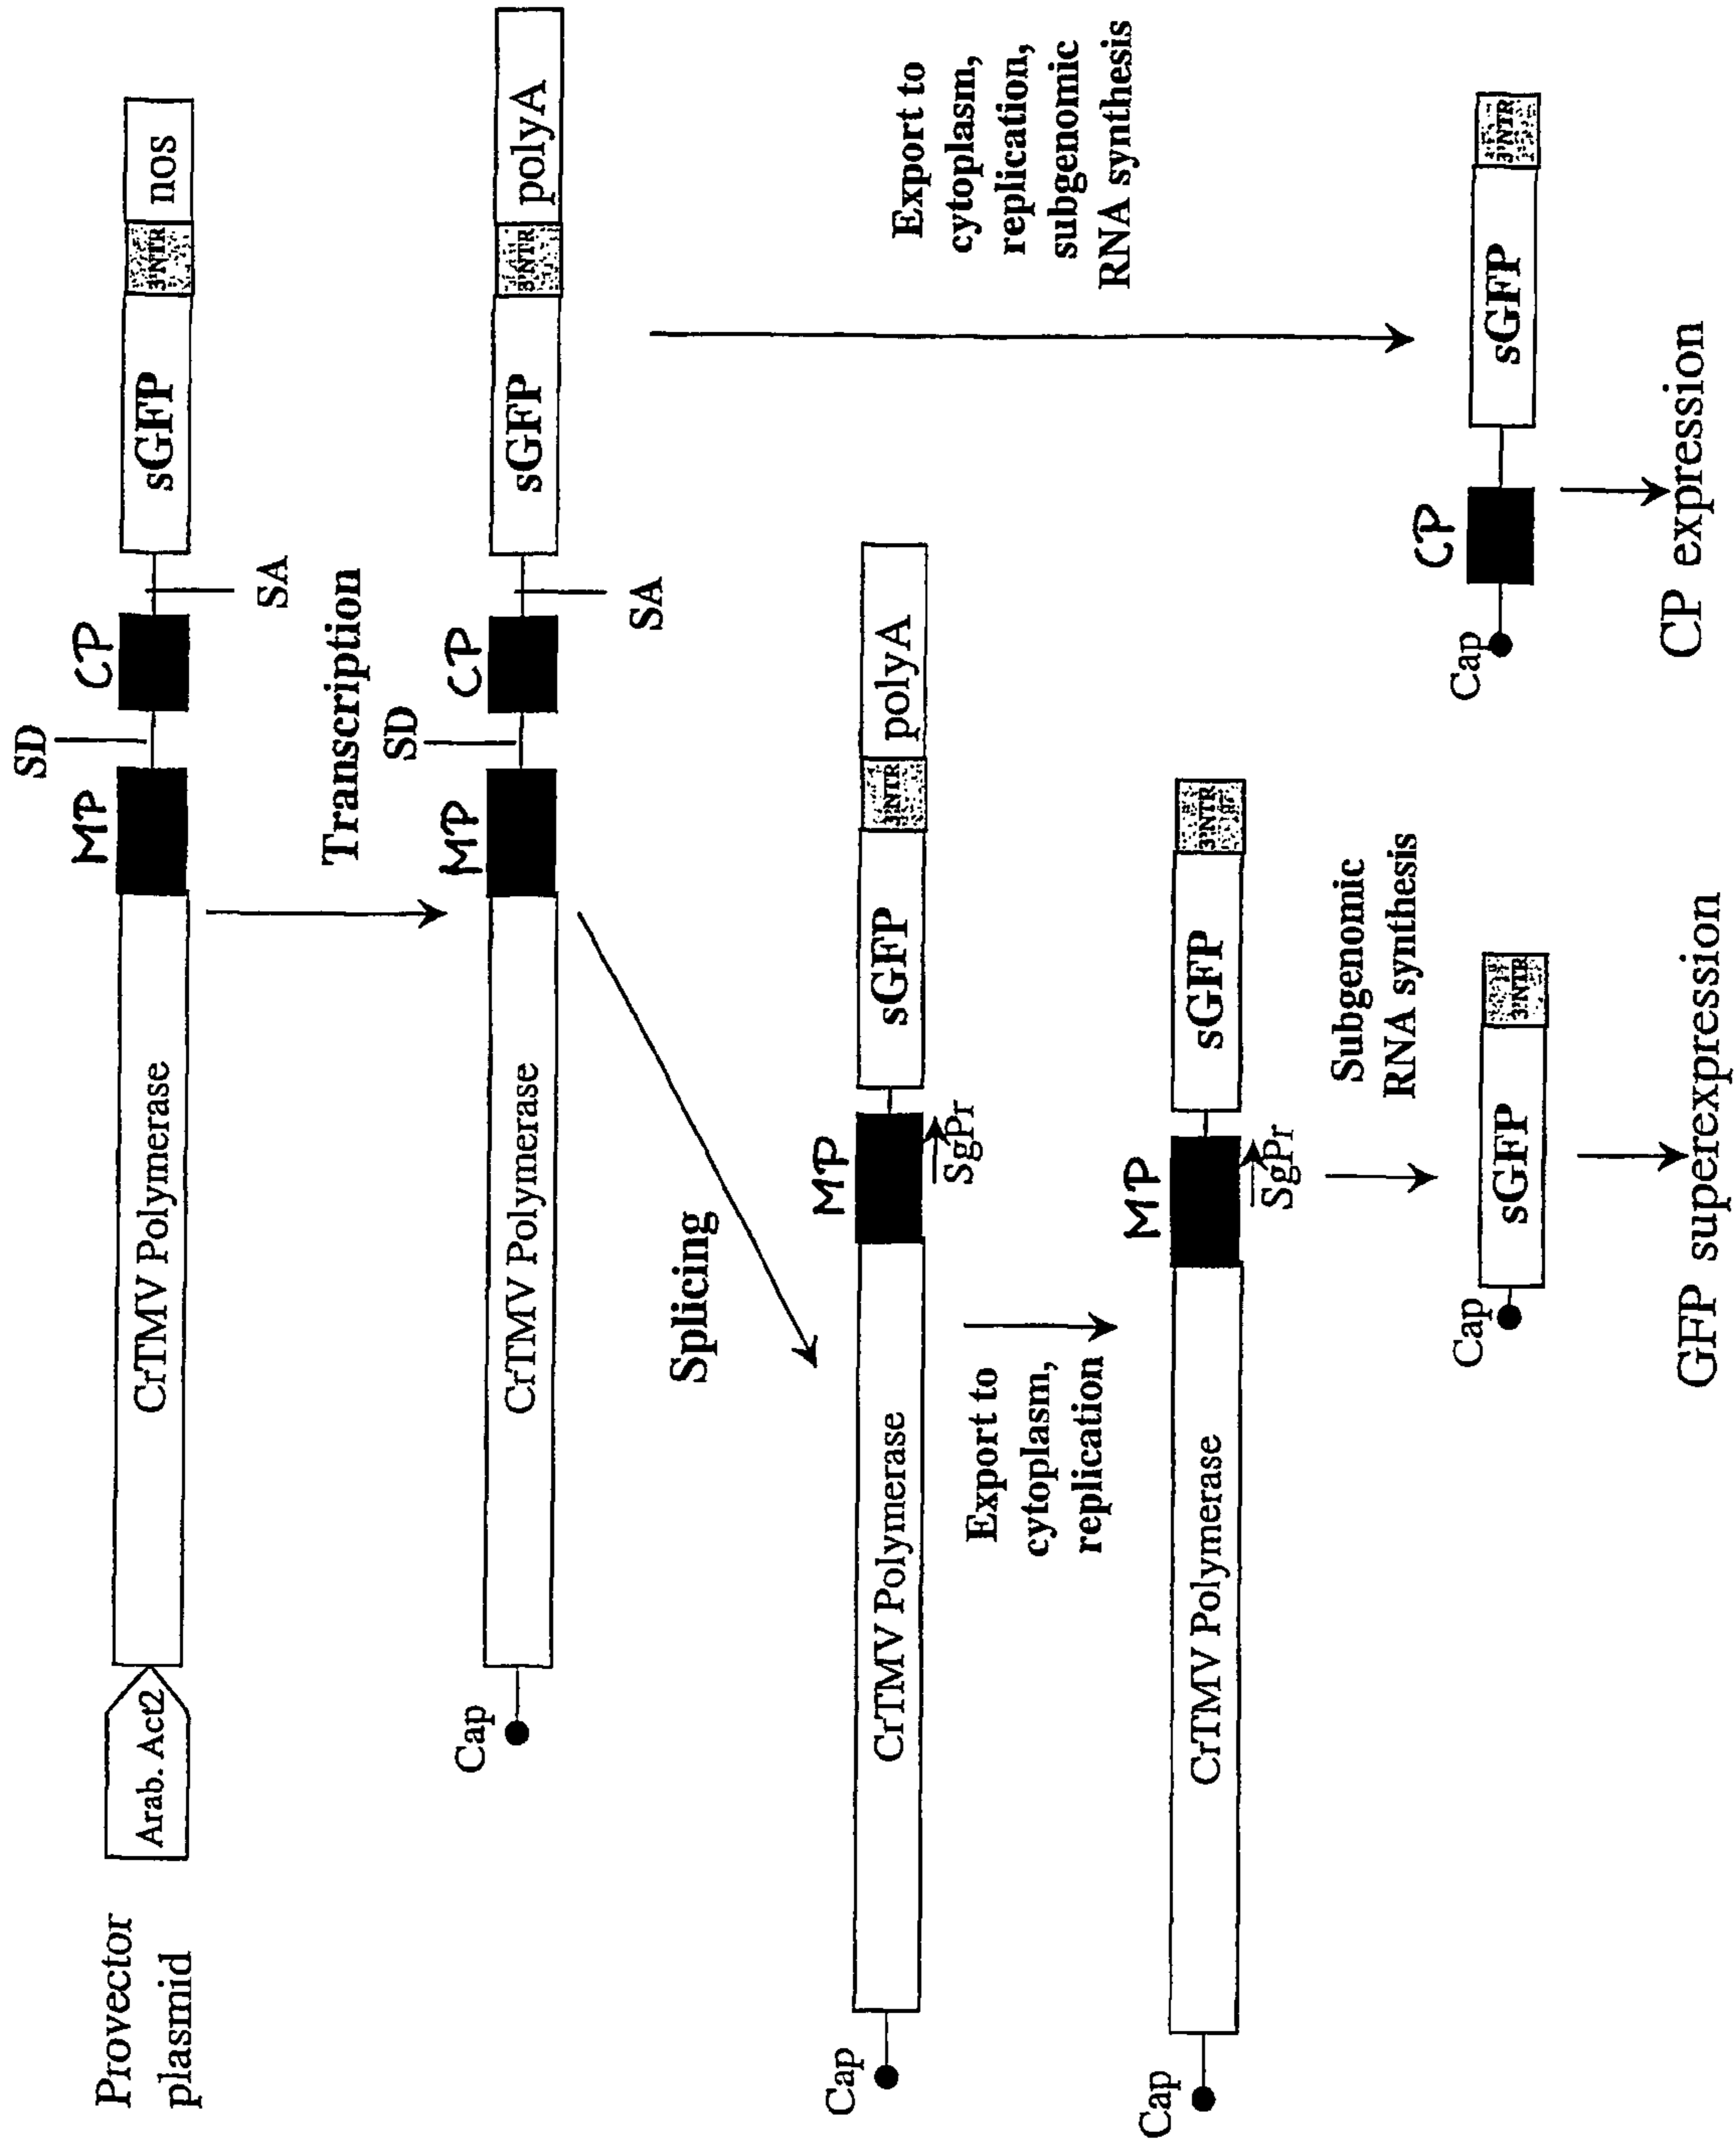 Provector
plasmid
Arab. Act2
CrTMV Polymerase
MP
SD
CP
SA
sGFP
3'NTR
nos
Transcription
Cap
CrTMV Polymerase
MP
SD
CP
SA
sGFP
3'NTR
polyA
Splicing
Export to
cytoplasm,
replication,
subgenomic
RNA synthesis
Cap
CrTMV Polymerase
MP
SgPr
sGFP
3'NTR
polyA
Export to
cytoplasm,
replication
Cap
CrTMV Polymerase
MP
SgPr
sGFP
3'NTR
Subgenomic
RNA synthesis
Cap
sGFP
3'NTR
GFP superexpression
Cap
CP
sGFP
3'NTR
CP expression